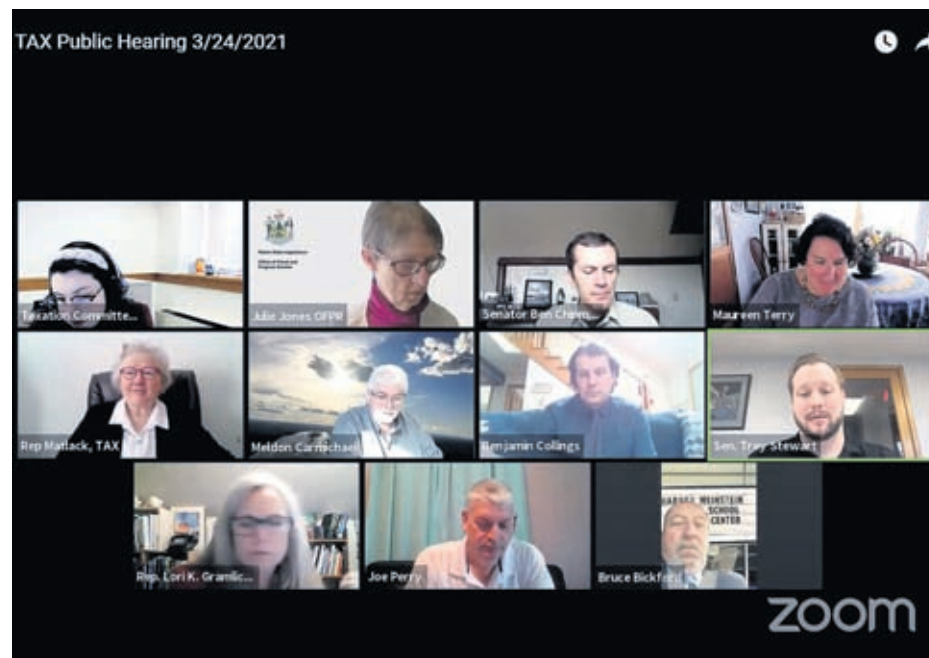 TAX Public Hearing 3/24/2021
Taxation Committe...
Julie Jones OFPR
Senator Ben Chipm...
Maureen Terry
Rep Matlack, TAX
Meldon Carmichael
Benjamin Collings
Sen. Trey Stewart
Rep. Lori K. Gramlic...
Joe Perry
WEINSTEIN
SCHOOL
CENTER
Bruce Bickford
zoom